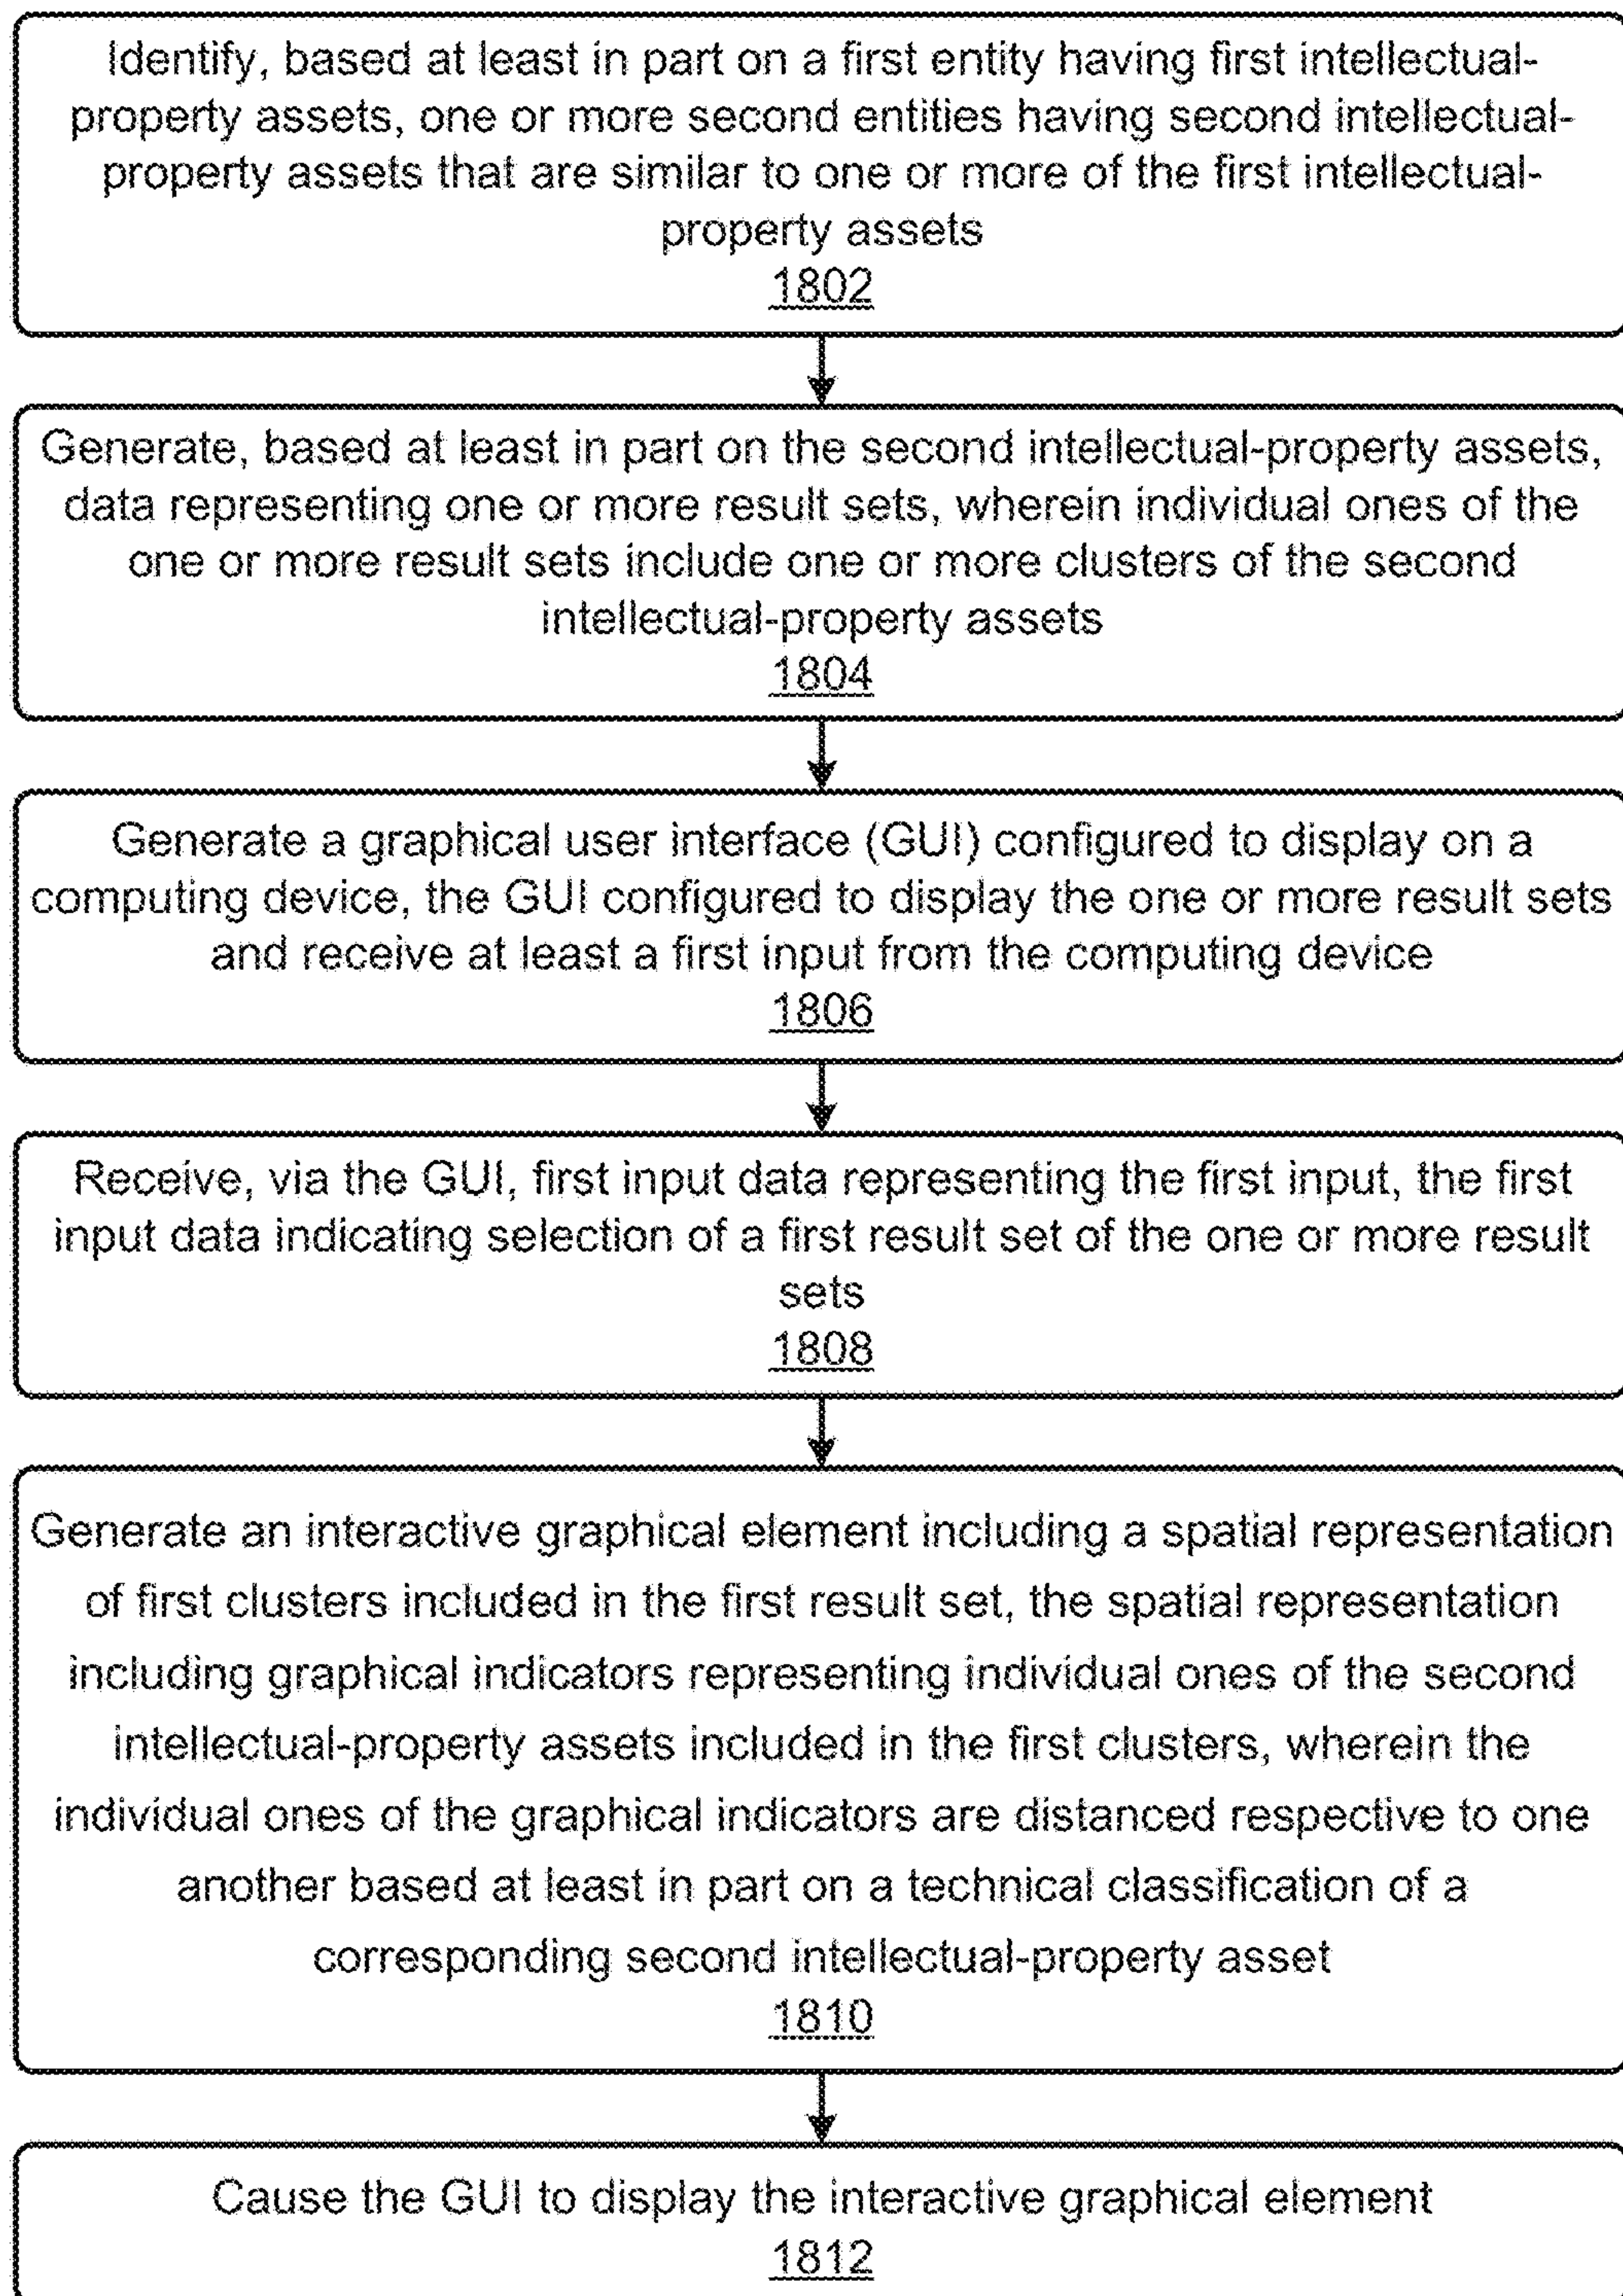 Identify, based at least in part on a first entity having first intellectual-
property assets, one or more second entities having second intellectual-
property assets that are similar to one or more of the first intellectual-
property assets
1802
Generate, based at least in part on the second intellectual-property assets,
data representing one or more result sets, wherein individual ones of the
one or more result sets include one or more clusters of the second
intellectual-property assets
1804
Generate a graphical user interface (GUI) configured to display on a
computing device, the GUI configured to display the one or more result sets
and receive at least a first input from the computing device
1806
Receive, via the GUI, first input data representing the first input, the first
input data indicating selection of a first result set of the one or more result
sets
1808
Generate an interactive graphical element including a spatial representation
of first clusters included in the first result set, the spatial representation
including graphical indicators representing individual ones of the second
intellectual-property assets included in the first clusters, wherein the
individual ones of the graphical indicators are distanced respective to one
another based at least in part on a technical classification of a
corresponding second intellectual-property asset
1810
Cause the GUI to display the interactive graphical element
1812